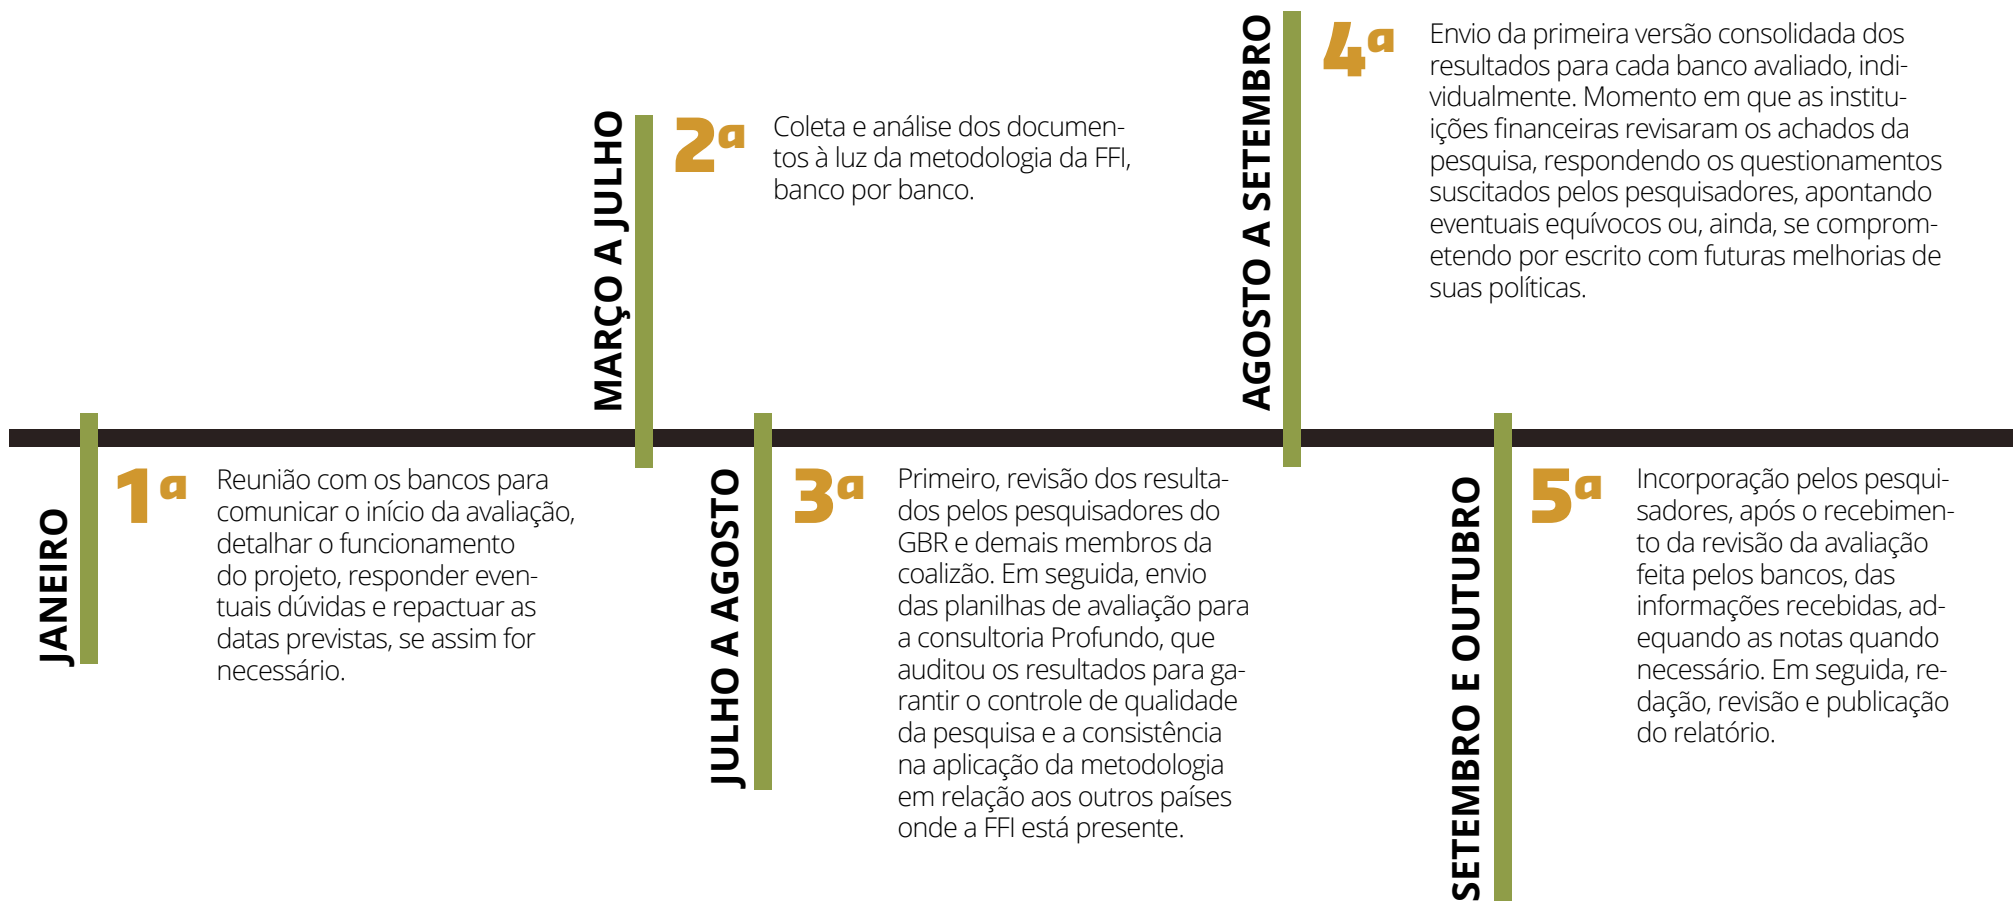 JANEIRO
1ª
Reunião com os bancos para
comunicar o início da avaliação,
detalhar o funcionamento
do projeto, responder even-
tuais dúvidas e repactuar as
datas previstas, se assim for
necessário.
MARÇO A JULHO
2ª
Coleta e análise dos documen-
tos à luz da metodologia da FFI,
banco por banco.
JULHO A AGOSTO
3ª
Primeiro, revisão dos resulta-
dos pelos pesquisadores do
GBR e demais membros da
coalizão. Em seguida, envio
das planilhas de avaliação para
a consultoria Profundo, que
auditou os resultados para ga-
rantir o controle de qualidade
da pesquisa e a consistência
na aplicação da metodologia
em relação aos outros países
onde a FFI está presente.
AGOSTO A SETEMBRO
4ª
Envio da primeira versão consolidada dos
resultados para cada banco avaliado, indi-
vidualmente. Momento em que as institu-
ições financeiras revisaram os achados da
pesquisa, respondendo os questionamentos
suscitados pelos pesquisadores, apontando
eventuais equívocos ou, ainda, se comprom-
etendo por escrito com futuras melhorias de
suas políticas.
SETEMBRO E OUTUBRO
5ª
Incorporação pelos pesqui-
sadores, após o recebimen-
to da revisão da avaliação
feita pelos bancos, das
informações recebidas, ad-
equando as notas quando
necessário. Em seguida, re-
dação, revisão e publicação
do relatório.